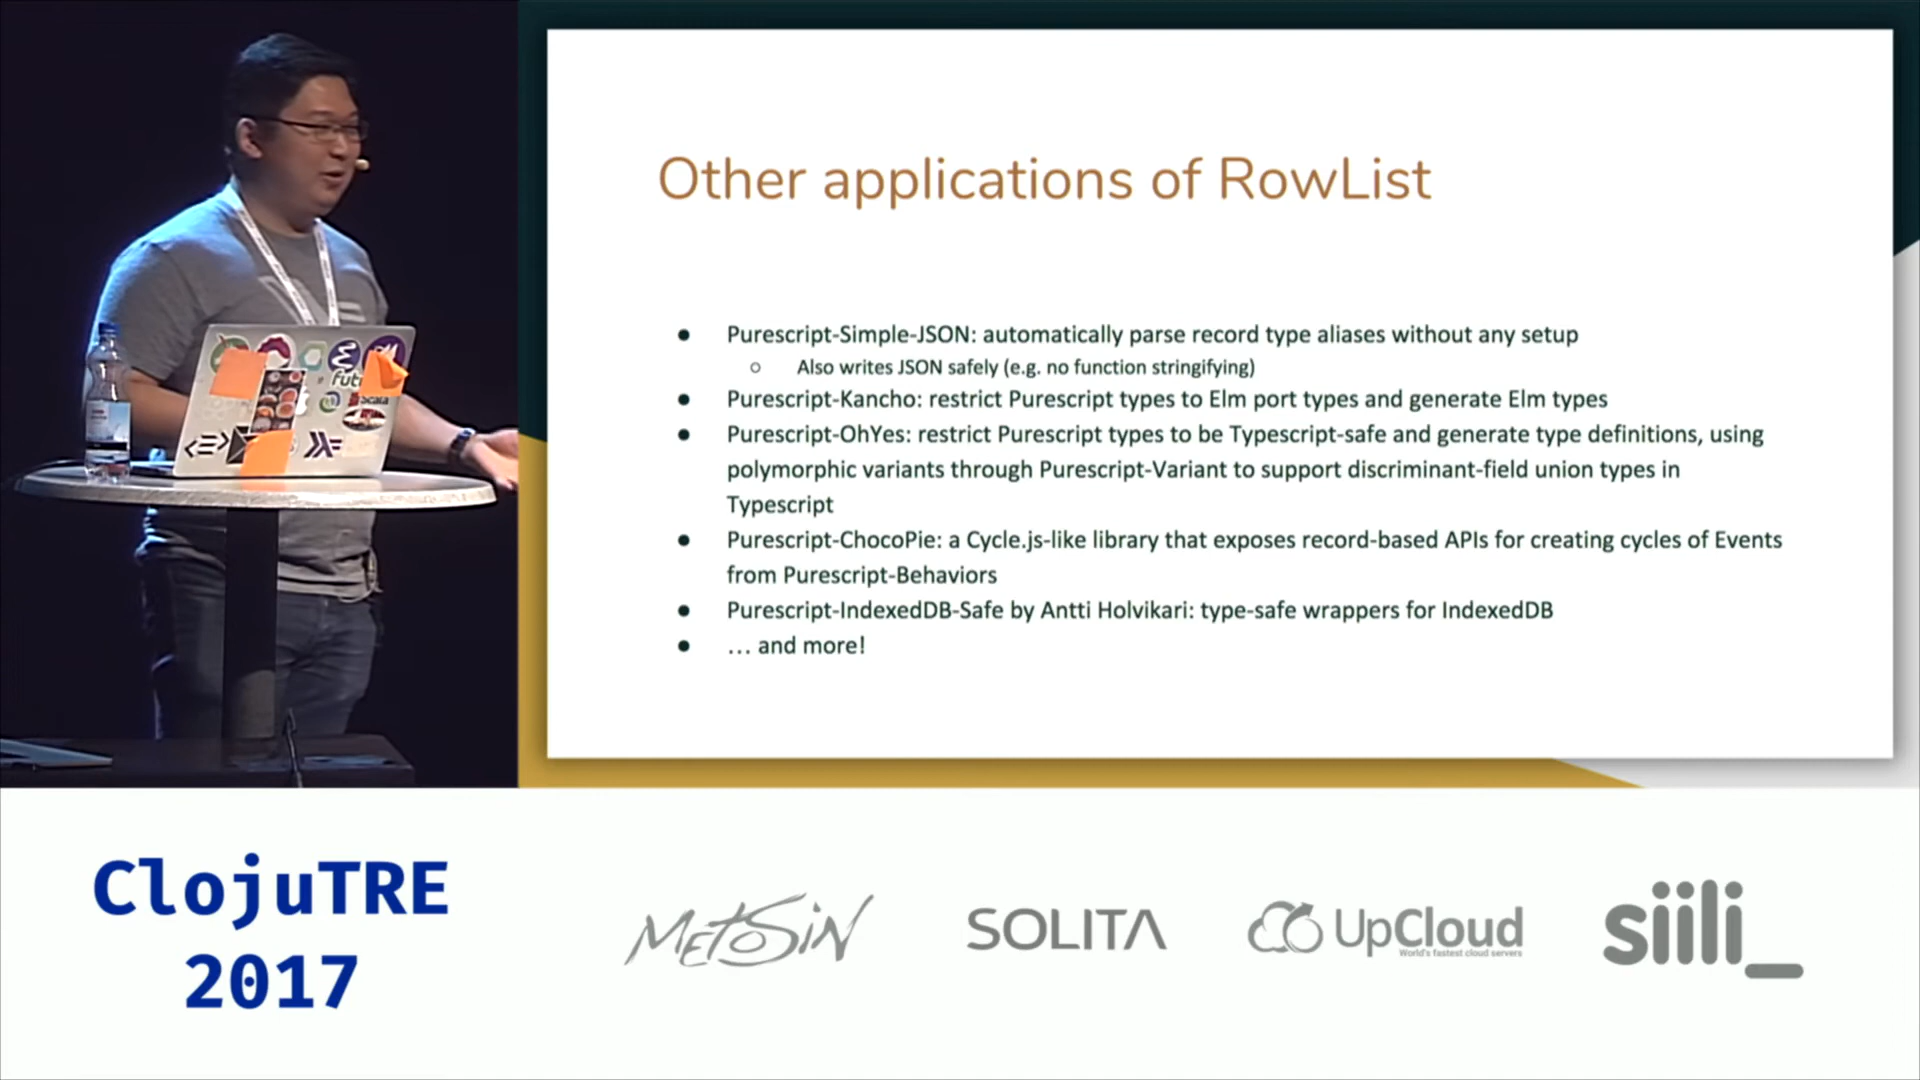 Other applications of RowList
● Purescript-Simple-JSON: automatically parse record type aliases without any setup
○ Also writes JSON safely (e.g. no function stringifying)
● Purescript-Kancho: restrict Purescript types to Elm port types and generate Elm types
● Purescript-OhYes: restrict Purescript types to be Typescript-safe and generate type definitions, using
polymorphic variants through Purescript-Variant to support discriminant-field union types in
Typescript
● Purescript-ChocoPie: a Cycle.js-like library that exposes record-based APIs for creating cycles of Events
from Purescript-Behaviors
● Purescript-IndexedDB-Safe by Antti Holvikari: type-safe wrappers for IndexedDB
● … and more!
Scala
ClojuTRE
2017
METOSIN
SOLITA
UpCloud
World's fastest cloud servers
siili_